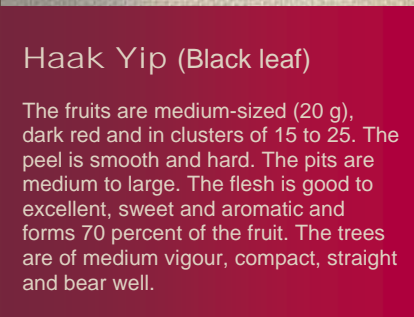 Haak Yip (Black leaf)
The fruits are medium-sized (20 g),
dark red and in clusters of 15 to 25. The
peel is smooth and hard. The pits are
medium to large. The flesh is good to
excellent, sweet and aromatic and
forms 70 percent of the fruit. The trees
are of medium vigour, compact, straight
and bear well.